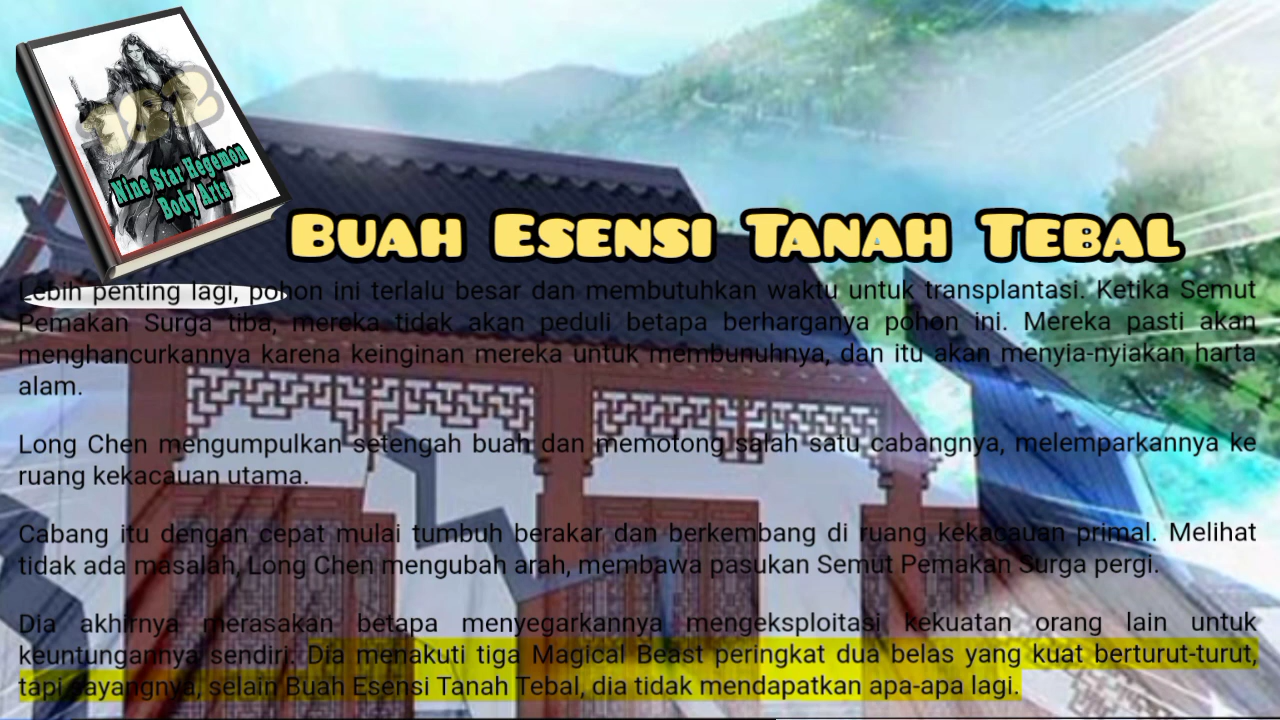 Nine Star Hegemon
Body Arts
BUAH ESENSI TANAH TEBAL
Lebih penting lagi, pohon ini terlalu besar dan membutuhkan waktu untuk transplantasi. Ketika Semut
Pemakan Surga tiba, mereka tidak akan peduli betapa berharganya pohon ini. Mereka pasti akan
menghancurkannya karena keinginan mereka untuk membunuhnya, dan itu akan menyia-nyiakan harta
alam.
Long Chen mengumpulkan setengah buah dan memotong salah satu cabangnya, melemparkannya ke
ruang kekacauan utama.
Cabang itu dengan cepat mulai tumbuh berakar dan berkembang di ruang kekacauan primal. Melihat
tidak ada masalah, Long Chen mengubah arah, membawa pasukan Semut Pemakan Surga pergi.
Dia akhirnya merasakan betapa menyegarkannya mengeksploitasi kekuatan orang lain untuk
keuntungannya sendiri. Dia menakuti tiga Magical Beast peringkat dua belas yang kuat berturut-turut,
tapi sayangnya, selain Buah Esensi Tanah Tebal, dia tidak mendapatkan apa-apa lagi.